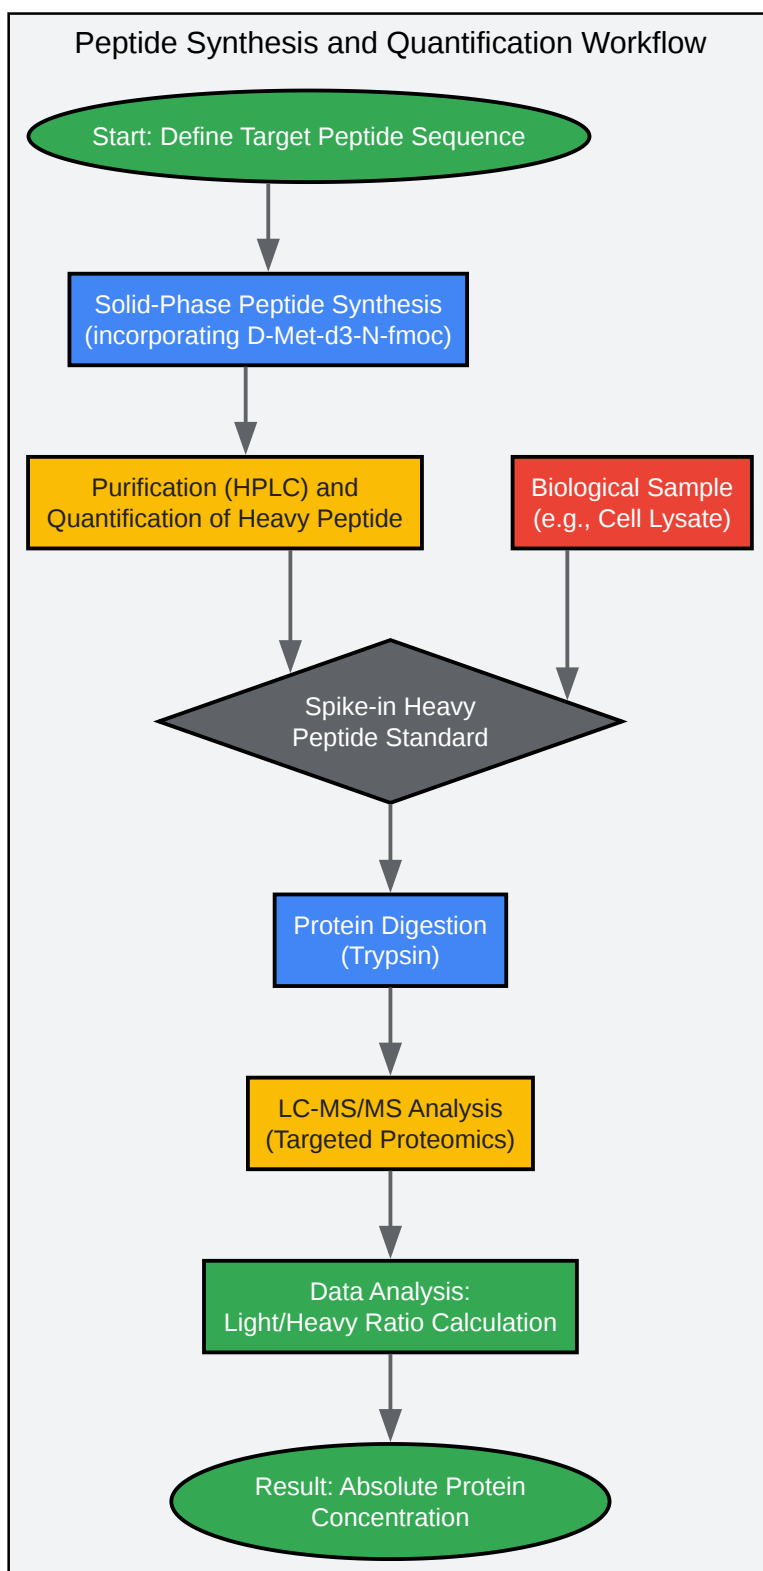 Peptide Synthesis and Quantification Workflow
Start: Define Target Peptide Sequence
Solid-Phase Peptide Synthesis
(incorporating D-Met-d3-N-fmoc)
Purification (HPLC) and
Quantification of Heavy Peptide
Biological Sample
(e.g., Cell Lysate)
Spike-in Heavy
Peptide Standard
Protein Digestion
(Trypsin)
LC-MS/MS Analysis
(Targeted Proteomics)
Data Analysis:
Light/Heavy Ratio Calculation
Result: Absolute Protein
Concentration